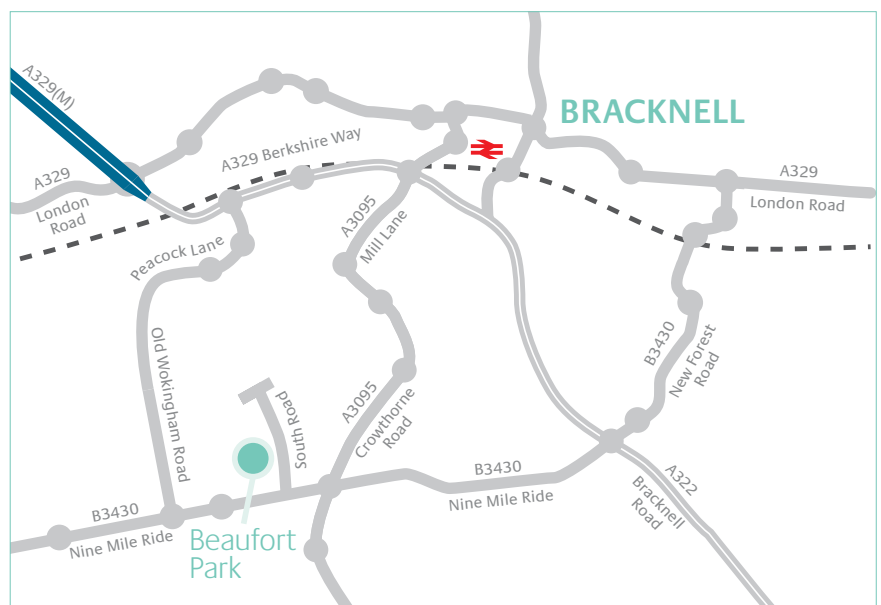 A329(M)
BRACKNELL
A329 Berkshire Way
A329
London
Road
A329
London Road
A3095
Mill Lane
Peacock Lane
Old Wokingham Road
B3430
New Forest
Road
South Road
A3095
Crowthorne
Road
B3430
Nine Mile Ride
A322
Bracknell
Road
B3430
Nine Mile Ride
Beaufort
Park